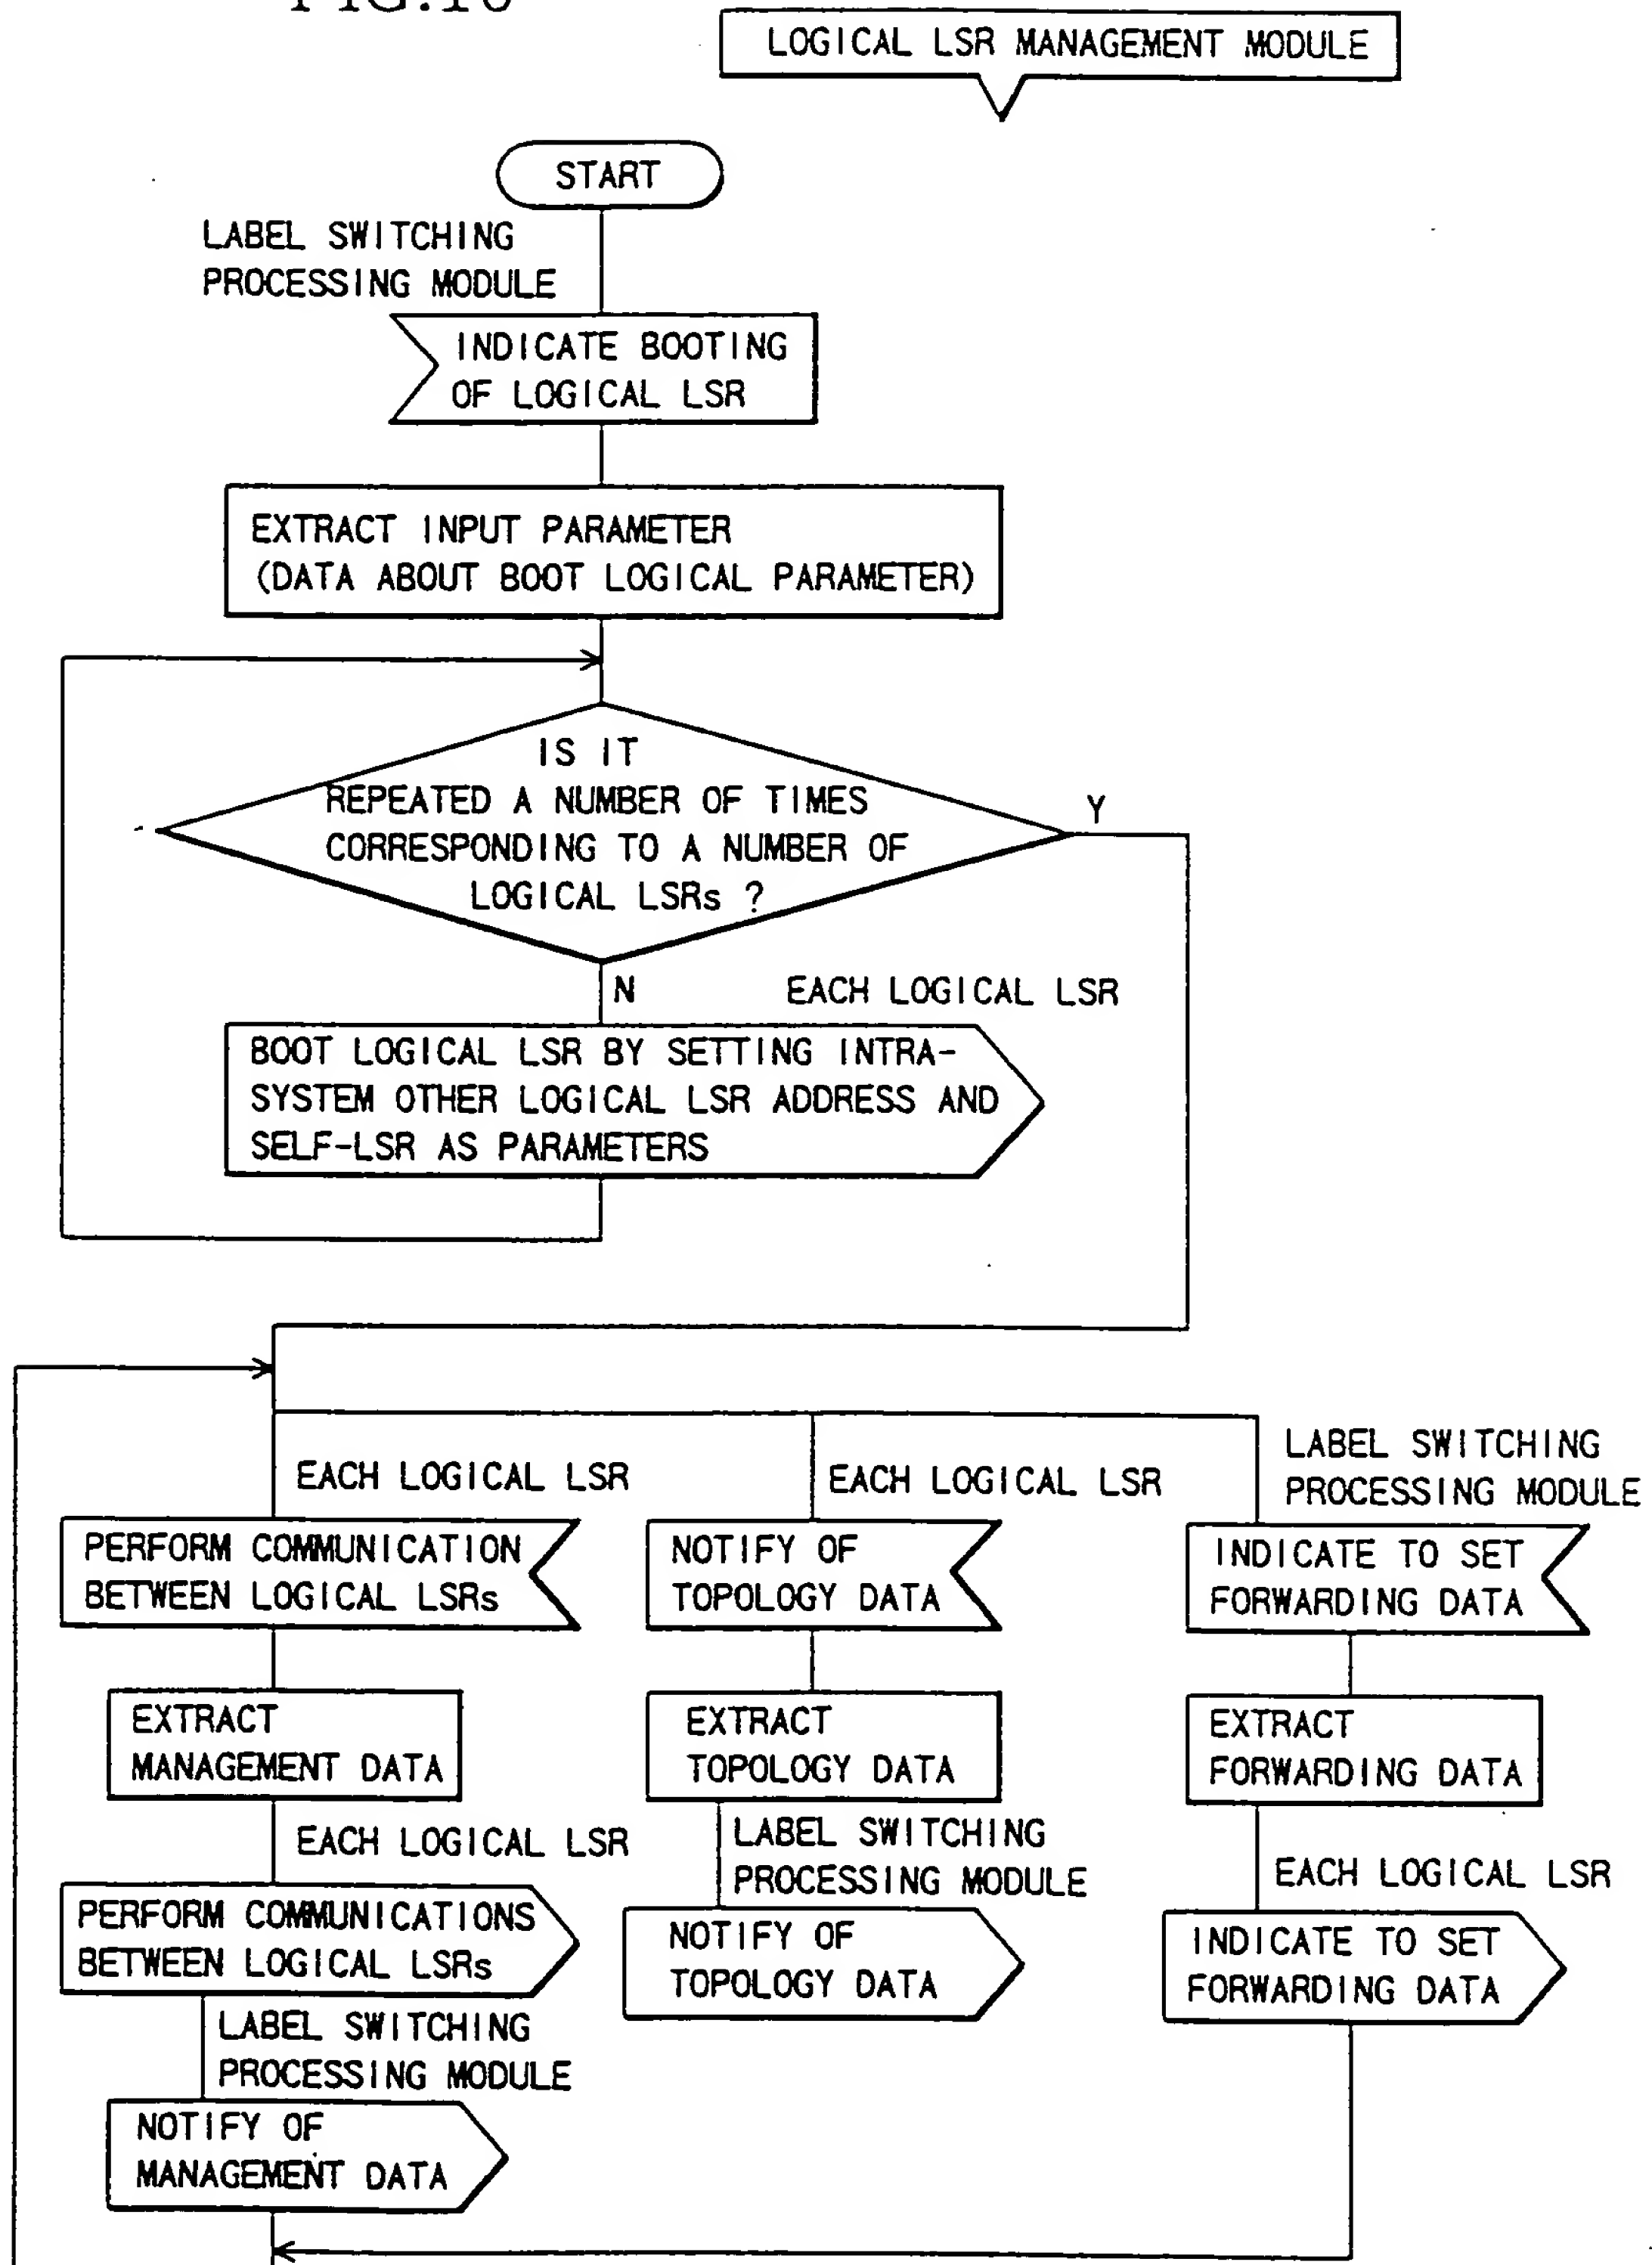 LOGICAL LSR MANAGEMENT MODULE
START
LABEL SWITCHING
PROCESSING MODULE
INDICATE BOOTING
OF LOGICAL LSR
EXTRACT INPUT PARAMETER
(DATA ABOUT BOOT LOGICAL PARAMETER)
IS IT
REPEATED A NUMBER OF TIMES
CORRESPONDING TO A NUMBER OF
LOGICAL LSRs ?
Y
N
EACH LOGICAL LSR
BOOT LOGICAL LSR BY SETTING INTRA-
SYSTEM OTHER LOGICAL LSR ADDRESS AND
SELF-LSR AS PARAMETERS
EACH LOGICAL LSR
PERFORM COMMUNICATION
BETWEEN LOGICAL LSRs
EXTRACT
MANAGEMENT DATA
EACH LOGICAL LSR
PERFORM COMMUNICATIONS
BETWEEN LOGICAL LSRs
LABEL SWITCHING
PROCESSING MODULE
NOTIFY OF
MANAGEMENT DATA
EACH LOGICAL LSR
NOTIFY OF
TOPOLOGY DATA
EXTRACT
TOPOLOGY DATA
LABEL SWITCHING
PROCESSING MODULE
NOTIFY OF
TOPOLOGY DATA
LABEL SWITCHING
PROCESSING MODULE
INDICATE TO SET
FORWARDING DATA
EXTRACT
FORWARDING DATA
EACH LOGICAL LSR
INDICATE TO SET
FORWARDING DATA